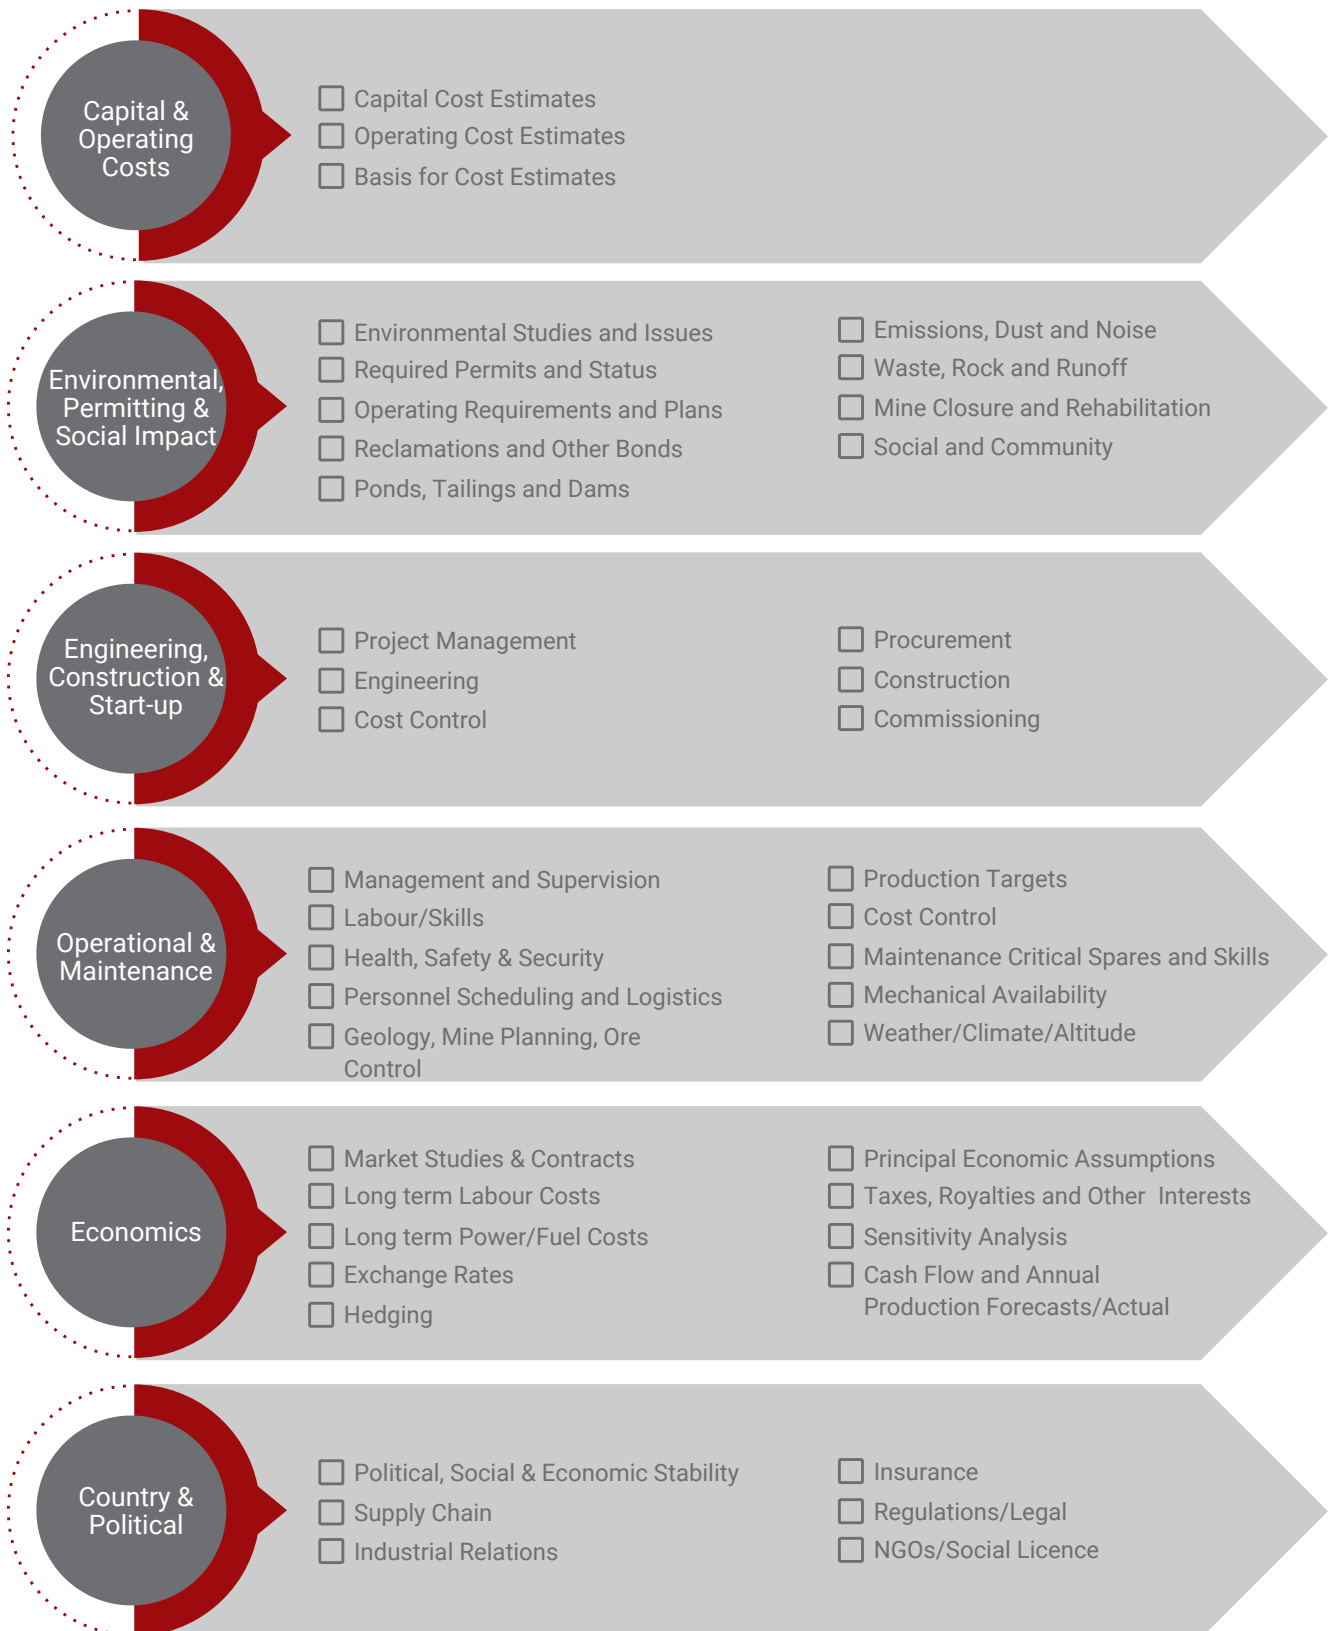 Capital &
Operating
Costs
Capital Cost Estimates
Operating Cost Estimates
Basis for Cost Estimates
Environmental,
Permitting &
Social Impact
Environmental Studies and Issues
Required Permits and Status
Operating Requirements and Plans
Reclamations and Other Bonds
Ponds, Tailings and Dams
Emissions, Dust and Noise
Waste, Rock and Runoff
Mine Closure and Rehabilitation
Social and Community
Engineering,
Construction &
Start-up
Project Management
Engineering
Cost Control
Procurement
Construction
Commissioning
Operational &
Maintenance
Management and Supervision
Labour/Skills
Health, Safety & Security
Personnel Scheduling and Logistics
Geology, Mine Planning, Ore
Control
Production Targets
Cost Control
Maintenance Critical Spares and Skills
Mechanical Availability
Weather/Climate/Altitude
Economics
Market Studies & Contracts
Long term Labour Costs
Long term Power/Fuel Costs
Exchange Rates
Hedging
Principal Economic Assumptions
Taxes, Royalties and Other  Interests
Sensitivity Analysis
Cash Flow and Annual
Production Forecasts/Actual
Country &
Political
Political, Social & Economic Stability
Supply Chain
Industrial Relations
Insurance
Regulations/Legal
NGOs/Social Licence